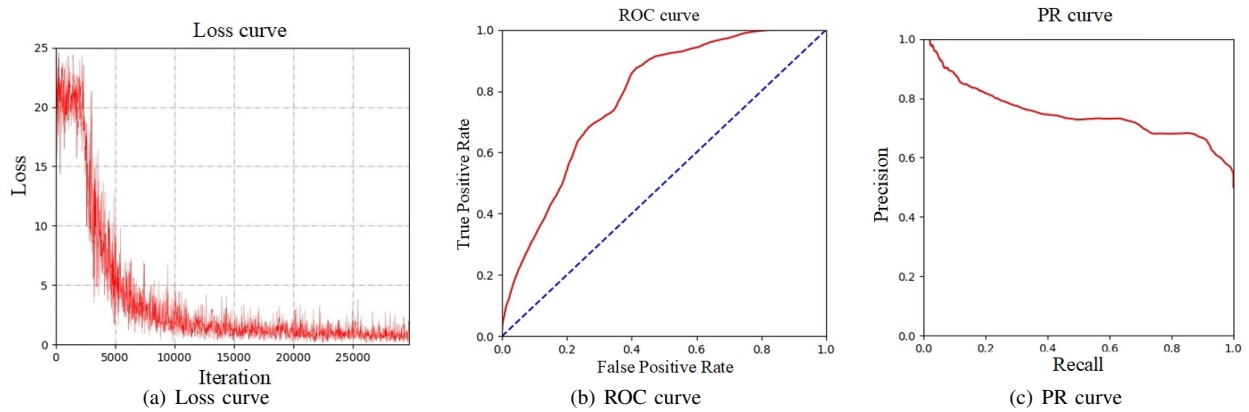 Loss curve
25
20
15
10
5
0
Loss
0 5000 10000 15000 20000 25000
Iteration
(a) Loss curve
ROC curve
1.0
0.8
0.6
0.4
0.2
0.0
True Positive Rate
0.0 0.2 0.4 0.6 0.8 1.0
False Positive Rate
(b) ROC curve
PR curve
1.0
0.8
0.6
0.4
0.2
0.0
Precision
0.0 0.2 0.4 0.6 0.8 1.0
Recall
(c) PR curve